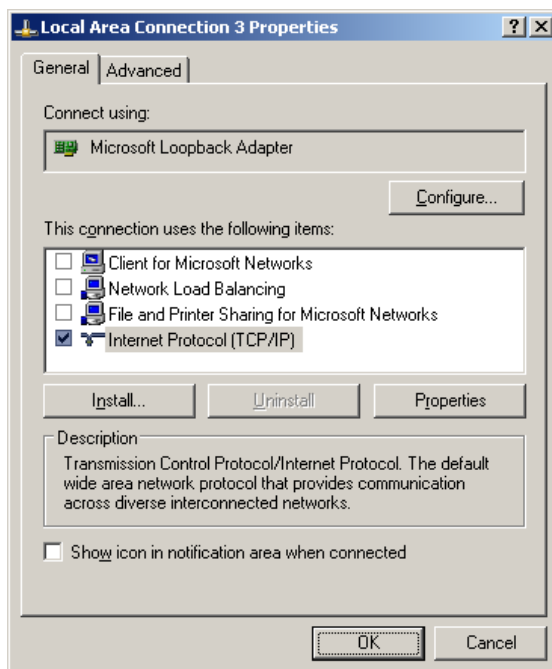 Local Area Connection 3 Properties
General
Advanced
Connect using:
Microsoft Loopback Adapter
Configure...
This connection uses the following items:
Client for Microsoft Networks
Network Load Balancing
File and Printer Sharing for Microsoft Networks
Internet Protocol (TCP/IP)
Install...
Uninstall
Properties
Description
Transmission Control Protocol/Internet Protocol. The default
wide area network protocol that provides communication
across diverse interconnected networks.
Show icon in notification area when connected
OK
Cancel